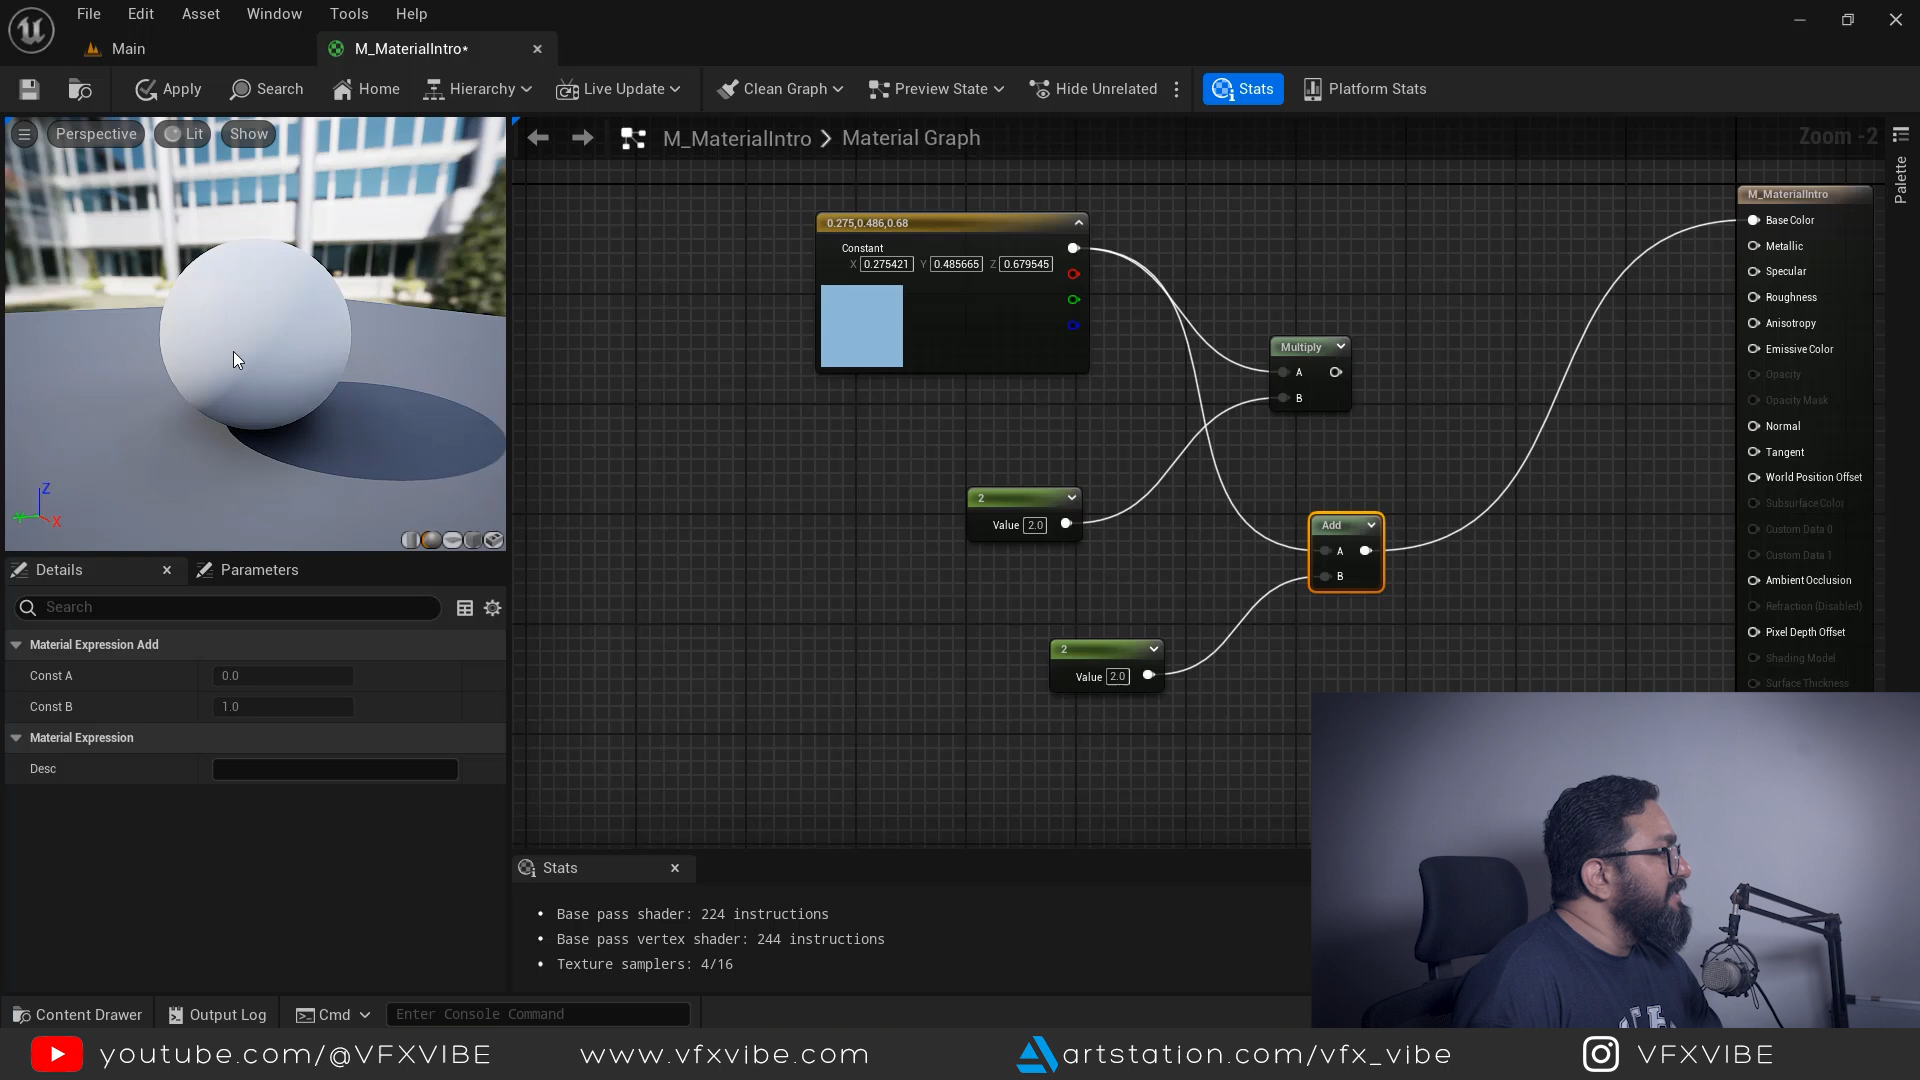 File Edit Asset Window Tools Help
Main M_MaterialIntro*
Apply Search Home Hierarchy Live Update Clean Graph Preview State Hide Unrelated Stats Platform Stats
Perspective Lit Show
M_MaterialIntro Material Graph
Zoom -2
Palette
0.275,0.486,0.68
Constant
X 0.275421 Y 0.485665 Z 0.679545
Multiply
A
B
2
Value 2.0
Add
A
B
2
Value 2.0
M_MaterialIntro
Base Color
Metallic
Specular
Roughness
Anisotropy
Emissive Color
Opacity
Opacity Mask
Normal
Tangent
World Position Offset
Subsurface Color
Custom Data 0
Custom Data 1
Ambient Occlusion
Refraction (Disabled)
Pixel Depth Offset
Shading Model
Surface Thickness
Z
Y
X
Details Parameters
Search
Material Expression Add
Const A 0.0
Const B 1.0
Material Expression
Desc
Stats
• Base pass shader: 224 instructions
• Base pass vertex shader: 244 instructions
• Texture samplers: 4/16
Content Drawer Output Log Cmd Enter Console Command
youtube.com/@VFXVIBE www.vfxvibe.com artstation.com/vfx_vibe VFXVIBE